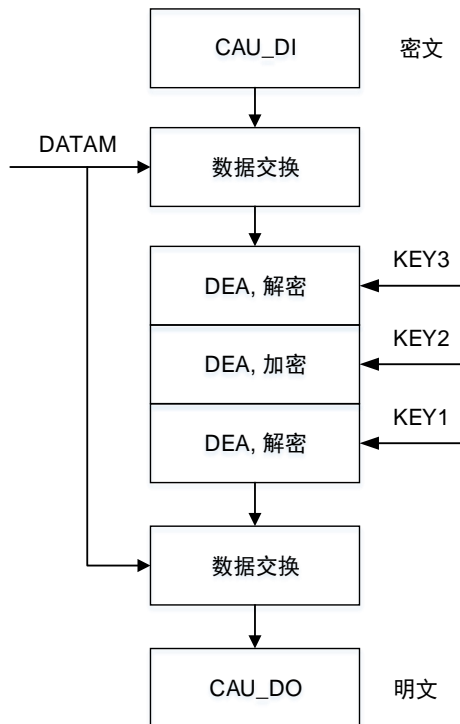 CAU_DI
密文
DATAM
数据交换
KEY3
DEA, 解密
KEY2
DEA, 加密
KEY1
DEA, 解密
数据交换
CAU_DO
明文